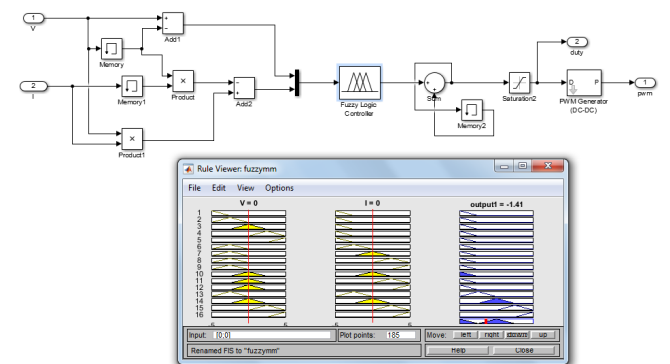 1
V
Add1
Memory
2
I
Memory1
Product
Add2
Product1
Fuzzy Logic
Controller
Sum
Memory2
Saturation2
2
duty
D P
PWM Generator
(DC-DC)
1
pwm
Rule Viewer: fuzzymm
File Edit View Options
V = 0 I = 0 output1 = -1.41
1
2
3
4
5
6
7
8
9
10
11
12
13
14
15
16
Input: [0;0] Plot points: 185 Move: left right down up
Renamed FIS to "fuzzymm" Help Close